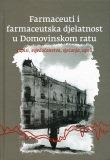 Farmaceuti i
farmaceutska djelatnost
u Domovinskom ratu